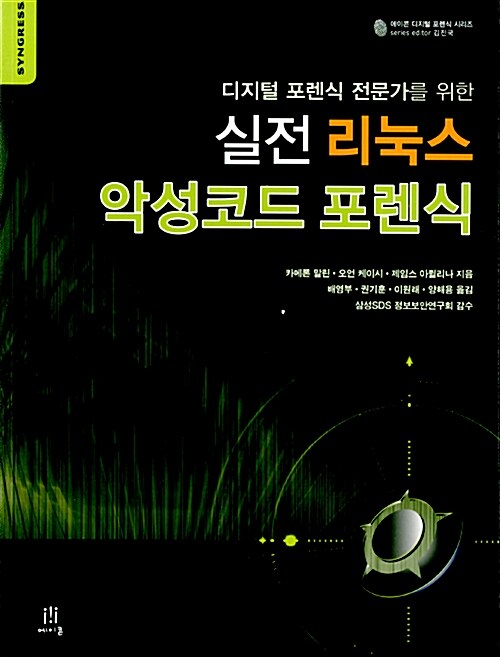 SYNGRESS
에이콘 디지털 포렌식 시리즈
series editor 김진국
디지털 포렌식 전문가를 위한
실전 리눅스
악성코드 포렌식
카메론 말린 · 오언 케이시 · 제임스 아퀼리나 지음
배영부 · 권기훈 · 이원래 · 양해용 옮김
삼성SDS 정보보안연구회 감수
에이콘